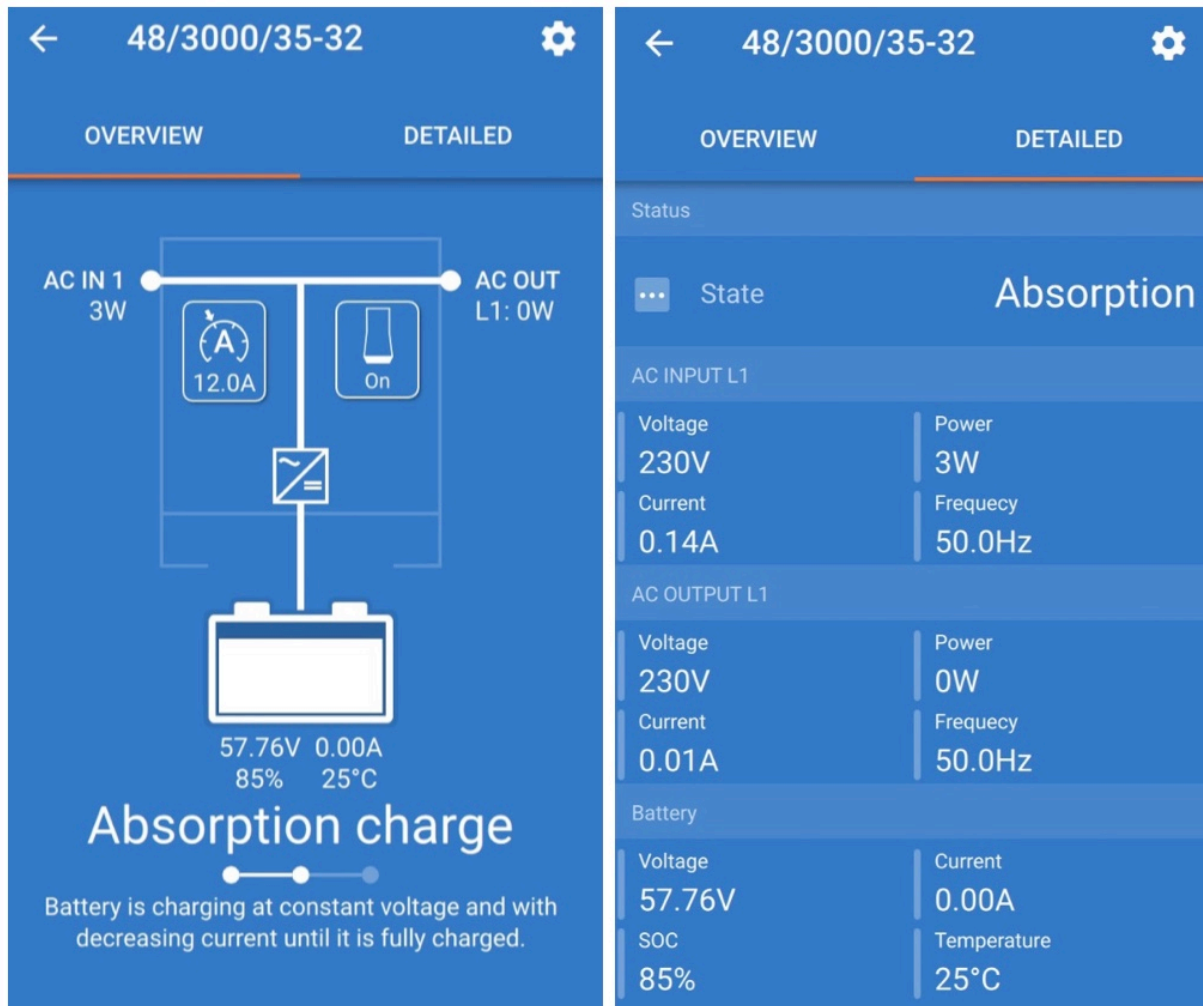 48/3000/35-32
OVERVIEW DETAILED
AC IN 1
3W
AC OUT
L1: 0W
A
12.0A
On
57.76V 0.00A
85% 25°C
Absorption charge
Battery is charging at constant voltage and with
decreasing current until it is fully charged.
48/3000/35-32
OVERVIEW DETAILED
Status
State Absorption
AC INPUT L1
Voltage Power
230V 3W
Current Frequecy
0.14A 50.0Hz
AC OUTPUT L1
Voltage Power
230V 0W
Current Frequecy
0.01A 50.0Hz
Battery
Voltage Current
57.76V 0.00A
SOC Temperature
85% 25°C